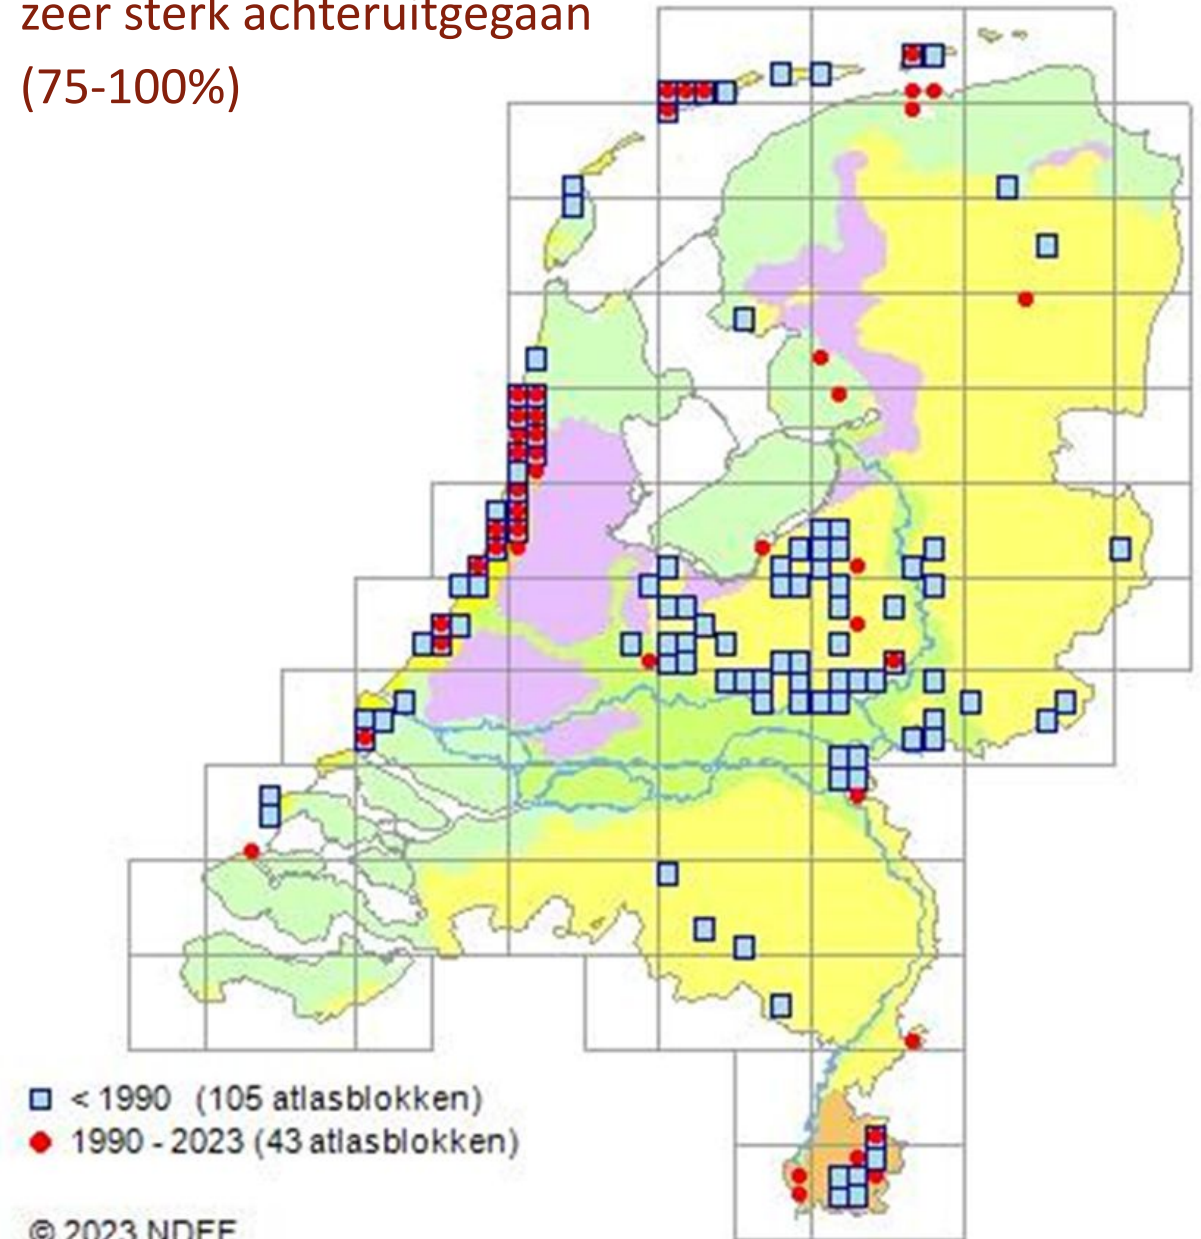 zeer sterk achteruitgegaan
(75-100%)
< 1990 (105 atlasblokken)
1990 - 2023 (43 atlasblokken)
© 2023 NDFF